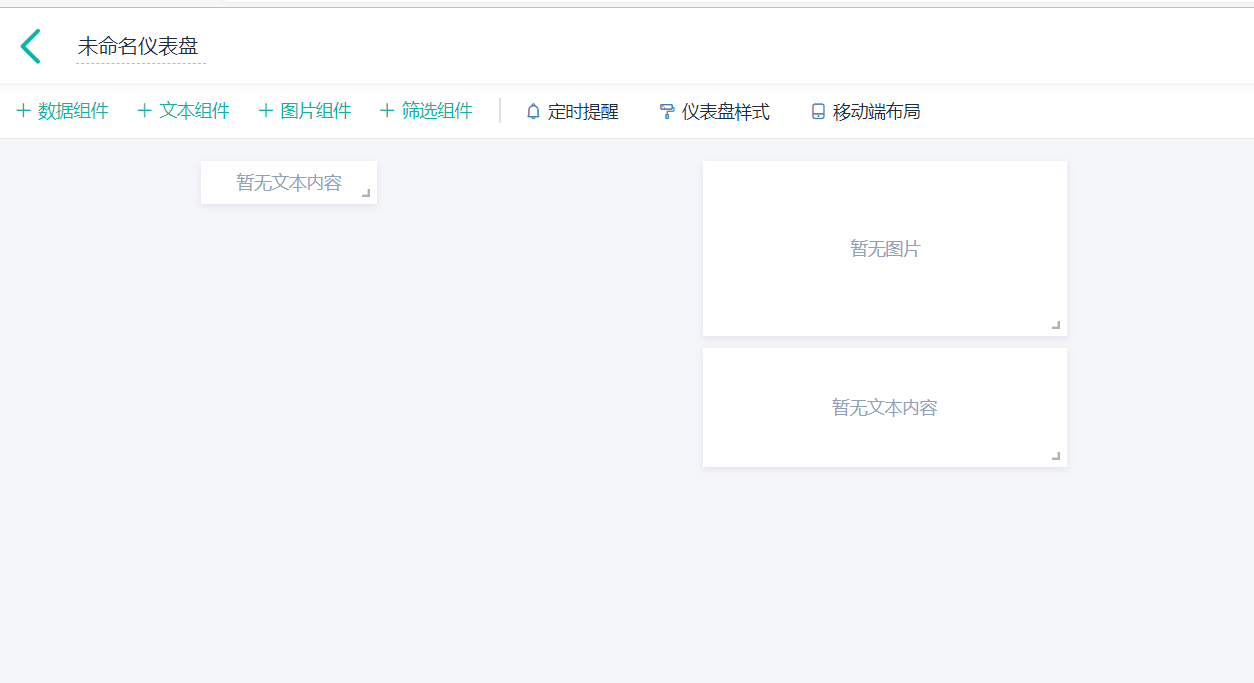 未命名仪表盘
数据组件 文本组件 图片组件 筛选组件 定时提醒 仪表盘样式 移动端布局
暂无文本内容
暂无图片
暂无文本内容